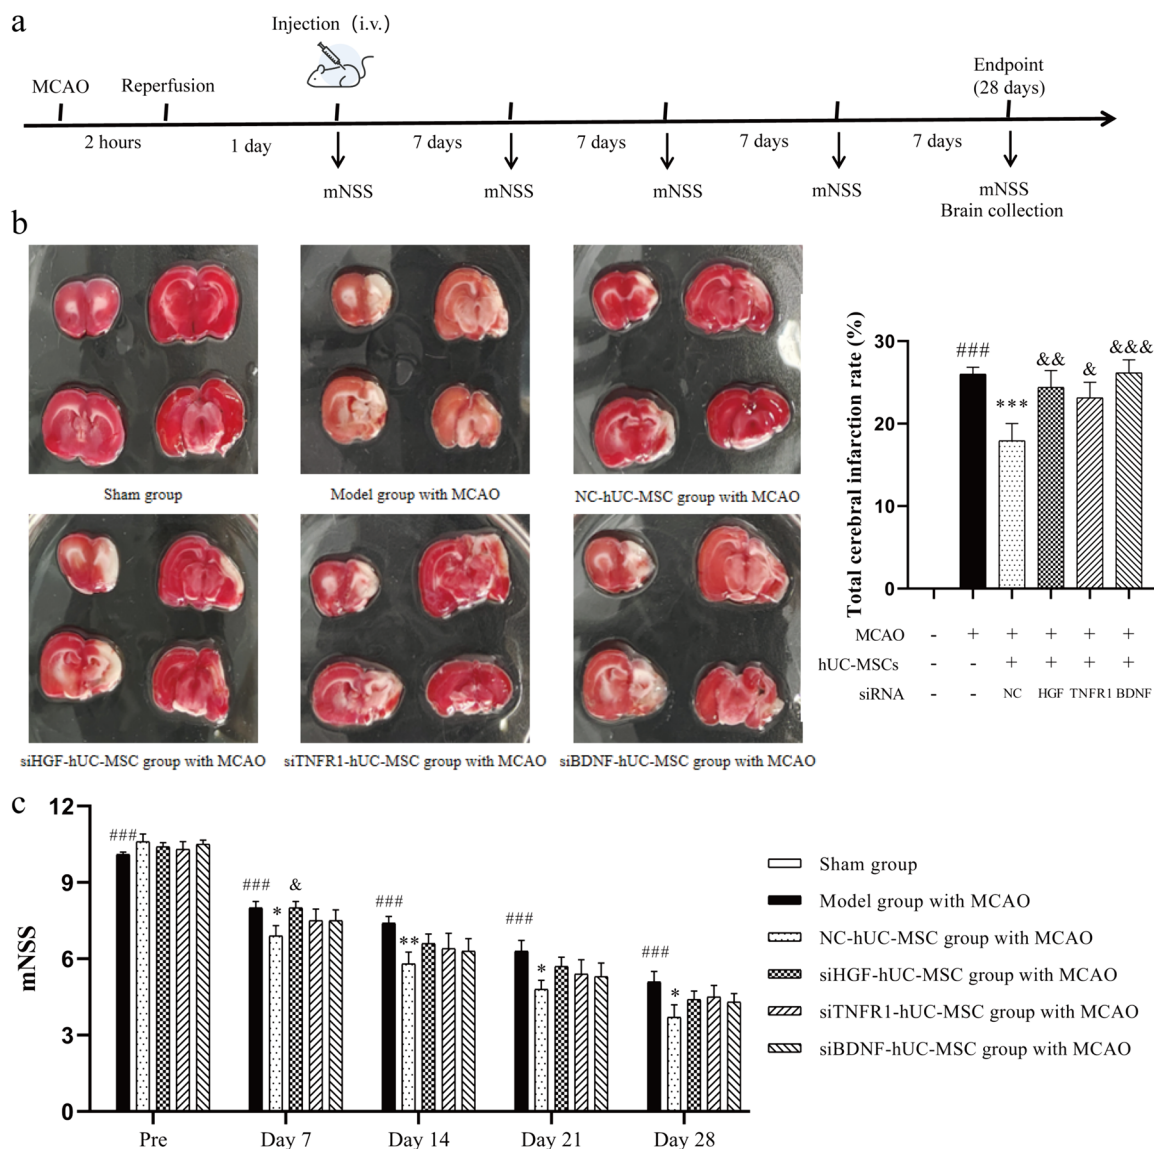 a
Injection (i.v.)
MCAO
Reperfusion
Endpoint
(28 days)
2 hours
1 day
7 days
7 days
7 days
7 days
mNSS
mNSS
mNSS
mNSS
mNSS
Brain collection
b
Sham group
Model group with MCAO
NC-hUC-MSC group with MCAO
siHGF-hUC-MSC group with MCAO
siTNFR1-hUC-MSC group with MCAO
siBDNF-hUC-MSC group with MCAO
Total cerebral infarction rate (%)
30
20
10
0
###
***
&&
&
&&&
MCAO - + + + + +
hUC-MSCs - - + + + +
siRNA - - NC HGF TNFR1 BDNF
c
mNSS
12
9
6
3
0
###
### * &
### **
### *
### *
Pre
Day 7
Day 14
Day 21
Day 28
Sham group
Model group with MCAO
NC-hUC-MSC group with MCAO
siHGF-hUC-MSC group with MCAO
siTNFR1-hUC-MSC group with MCAO
siBDNF-hUC-MSC group with MCAO